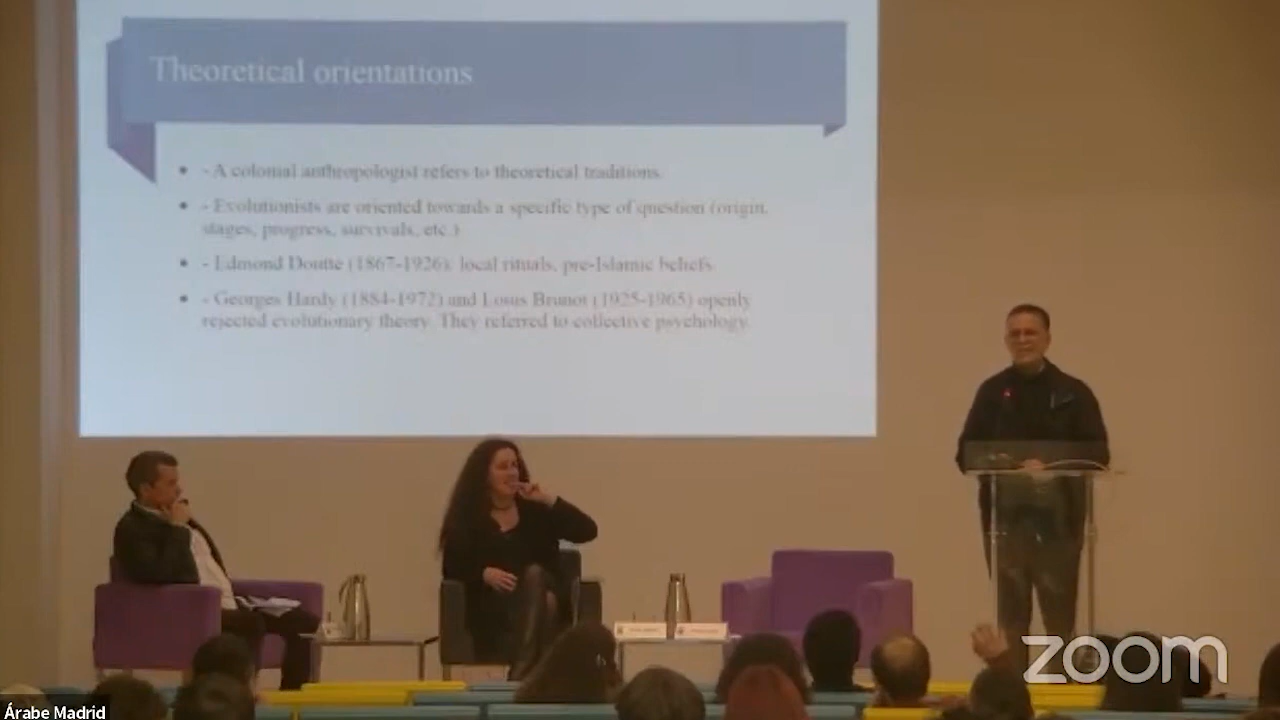 Theoretical orientations
- A colonial anthropologist refers to theoretical traditions.
- Evolutionists are oriented towards a specific type of question (origin,
stages, progress, survivals, etc.)
- Edmond Doutte (1867-1926): local rituals, pre-Islamic beliefs.
- Georges Hardy (1884-1972) and Louis Brunot (1925-1965) openly
rejected evolutionary theory. They referred to collective psychology.
zoom
Árabe Madrid